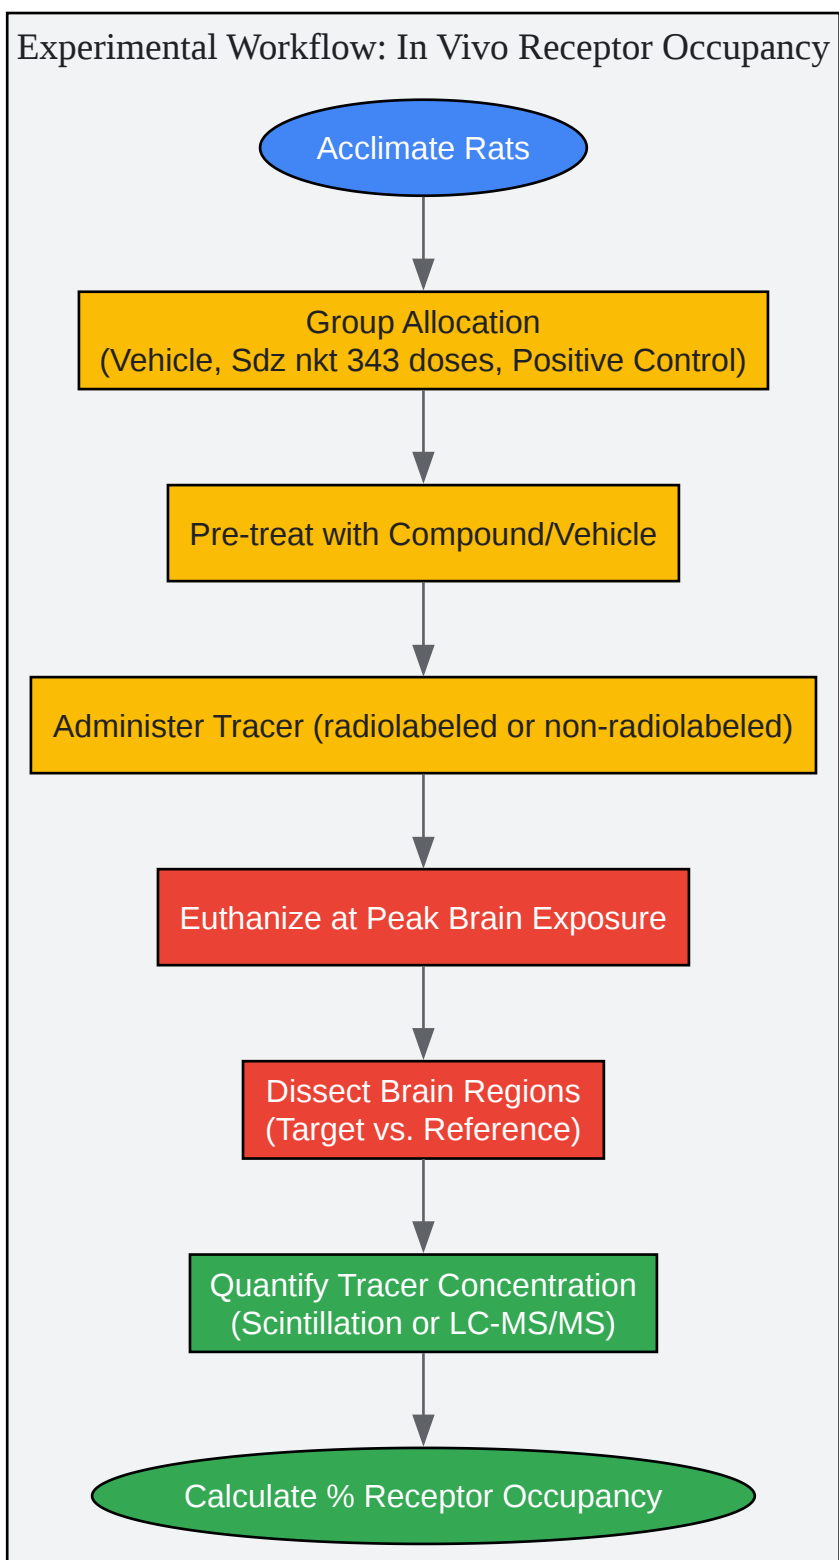 Experimental Workflow: In Vivo Receptor Occupancy
Acclimate Rats
Group Allocation
(Vehicle, Sdz nkt 343 doses, Positive Control)
Pre-treat with Compound/Vehicle
Administer Tracer (radiolabeled or non-radiolabeled)
Euthanize at Peak Brain Exposure
Dissect Brain Regions
(Target vs. Reference)
Quantify Tracer Concentration
(Scintillation or LC-MS/MS)
Calculate % Receptor Occupancy